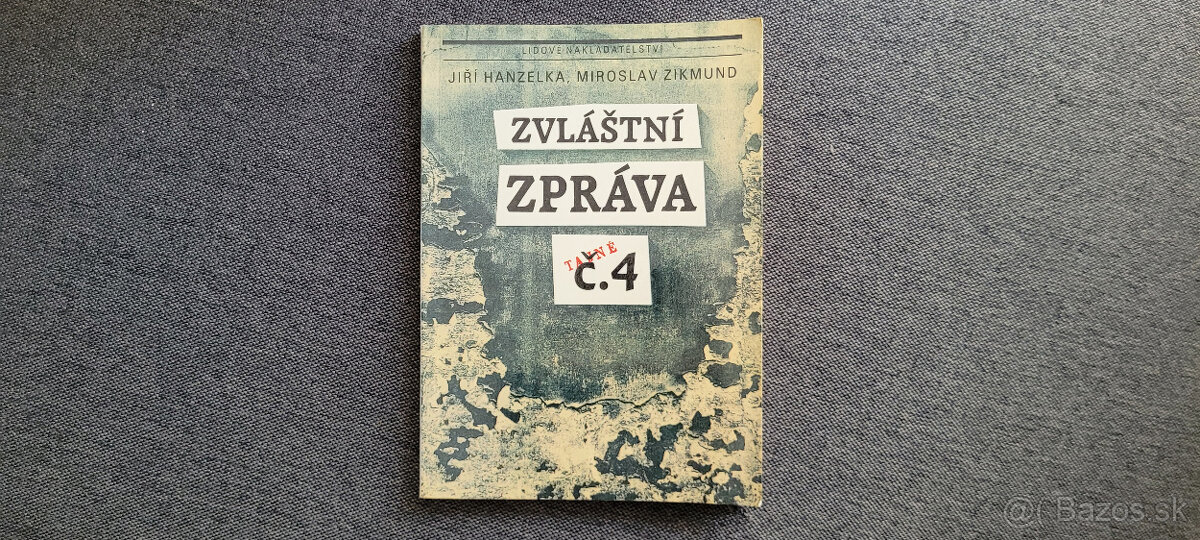 LIDOVÉ NAKLADATELSTVÍ
JIŘÍ HANZELKA, MIROSLAV ZIKMUND
ZVLÁŠTNÍ
ZPRÁVA
TAJNÉ
č.4
Bazos.sk